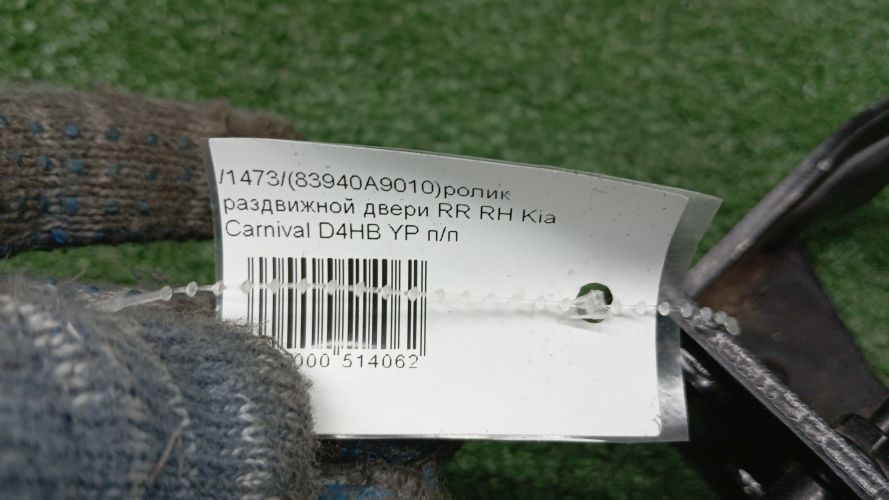 /1473/(83940A9010)ролик
раздвижной двери RR RH Kia
Carnival D4HB YP п/п
000 514062